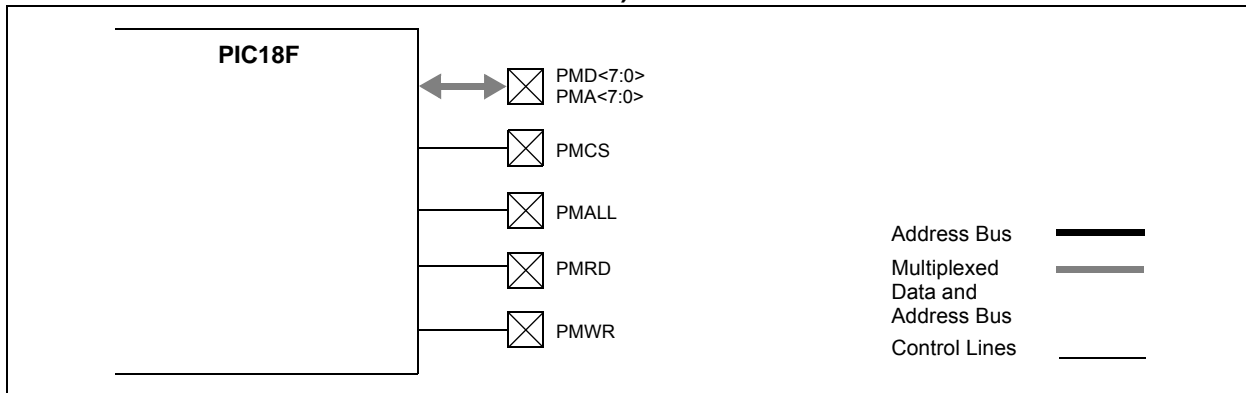 PIC18F
PMD<7:0>
PMA<7:0>
PMCS
PMALL
PMRD
PMWR
Address Bus
Multiplexed
Data and
Address Bus
Control Lines